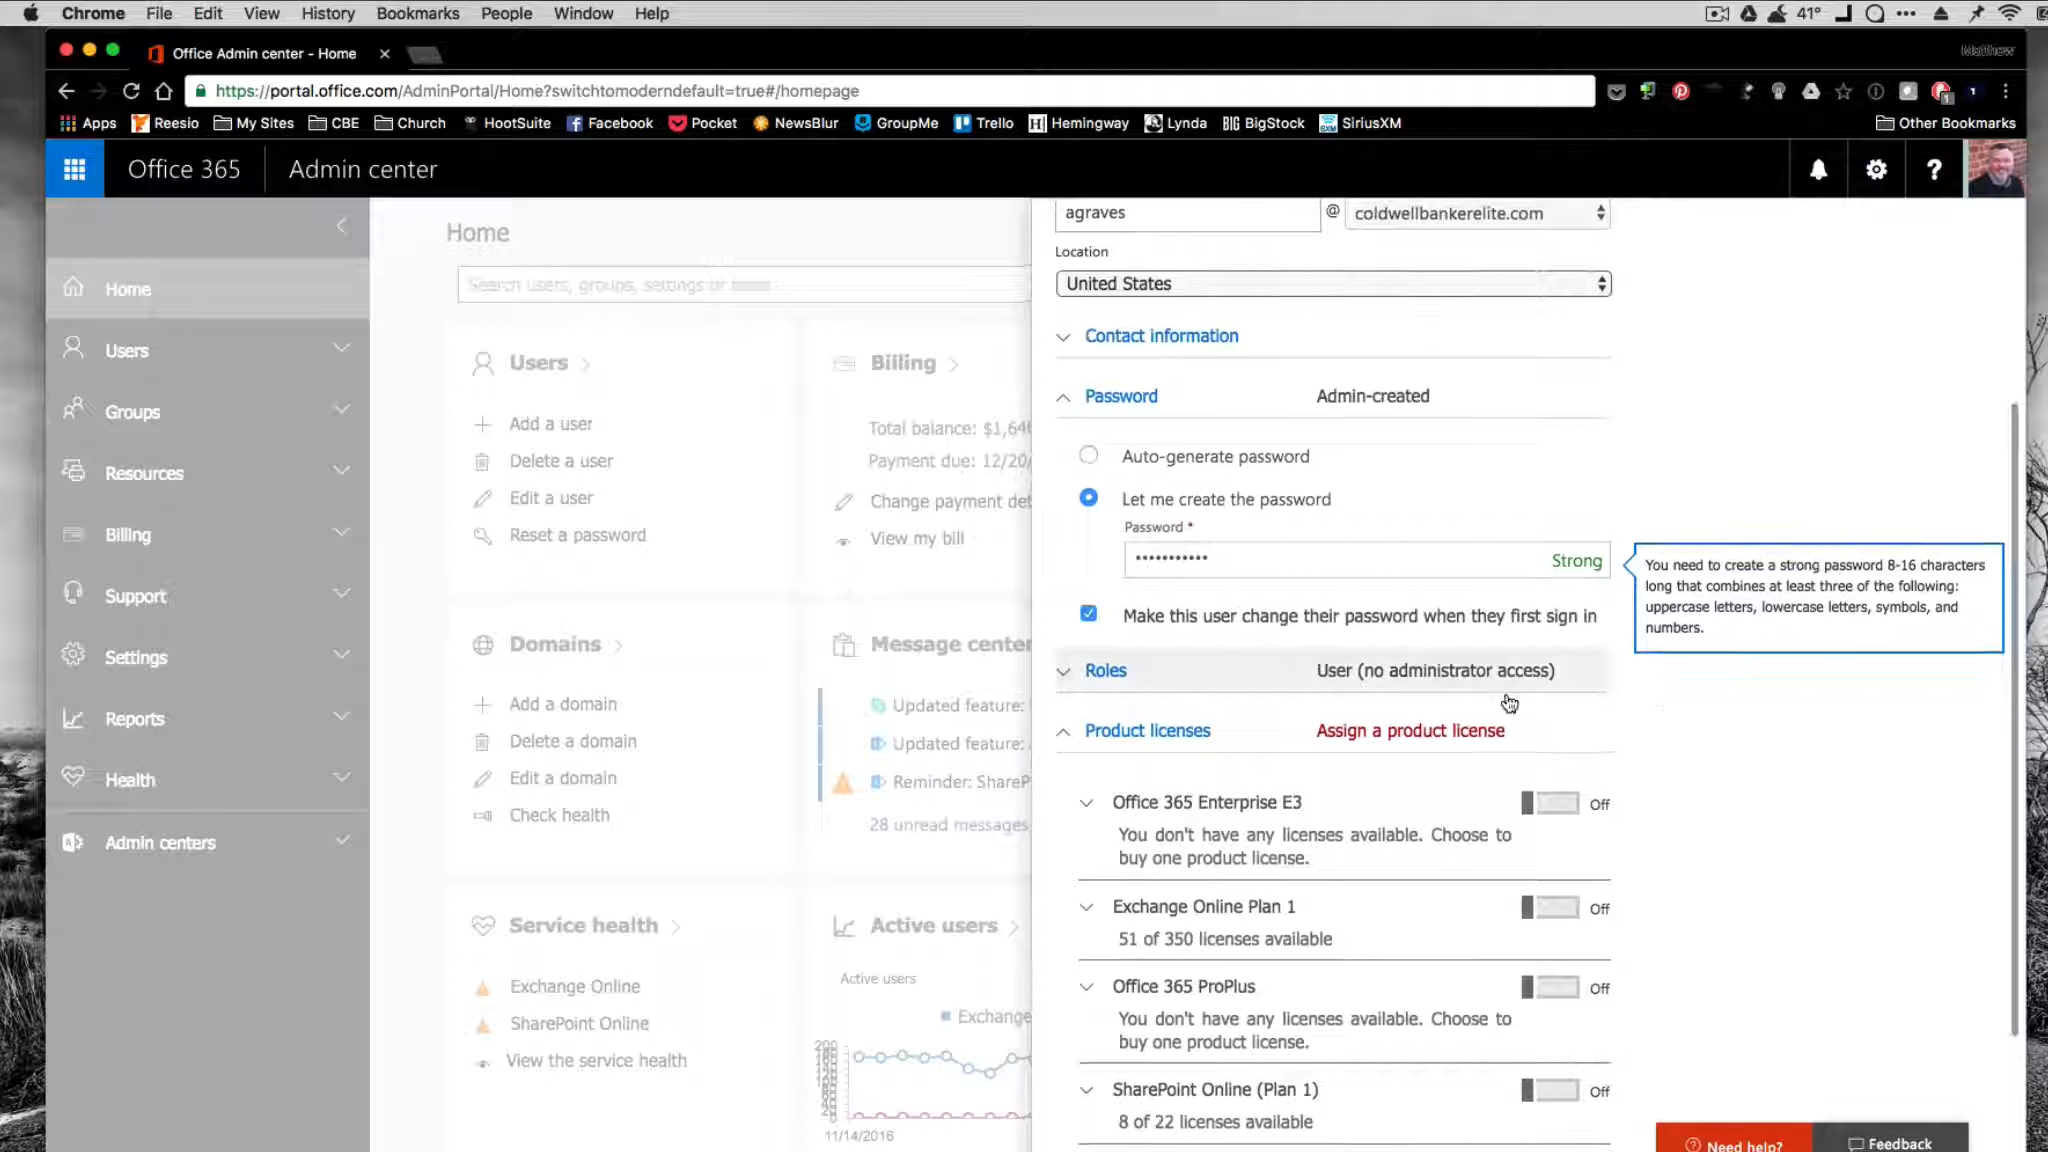 Chrome File Edit View History Bookmarks People Window Help
41°
Office Admin center - Home
Matthew
https://portal.office.com/AdminPortal/Home?switchtomoderndefault=true#/homepage
Apps Reesio My Sites CBE Church HootSuite Facebook Pocket NewsBlur GroupMe Trello Hemingway Lynda BIG BigStock SiriusXM Other Bookmarks
Office 365 Admin center
Home
Users
Groups
Resources
Billing
Support
Settings
Reports
Health
Admin centers
Home
Search users, groups, settings or
Users
Add a user
Delete a user
Edit a user
Reset a password
Billing
Total balance: $1,64
Payment due: 12/20/
Change payment det
View my bill
Domains
Add a domain
Delete a domain
Edit a domain
Check health
Message center
Updated feature:
Updated feature:
Reminder: ShareP
28 unread messages
Service health
Exchange Online
SharePoint Online
View the service health
Active users
Active users
Exchange
200
20
0
11/14/2016
agraves @ coldwellbankerelite.com
Location
United States
Contact information
Password Admin-created
Auto-generate password
Let me create the password
Password *
Strong
Make this user change their password when they first sign in
You need to create a strong password 8-16 characters
long that combines at least three of the following:
uppercase letters, lowercase letters, symbols, and
numbers.
Roles User (no administrator access)
Product licenses Assign a product license
Office 365 Enterprise E3 Off
You don't have any licenses available. Choose to
buy one product license.
Exchange Online Plan 1 Off
51 of 350 licenses available
Office 365 ProPlus Off
You don't have any licenses available. Choose to
buy one product license.
SharePoint Online (Plan 1) Off
8 of 22 licenses available
Need help? Feedback